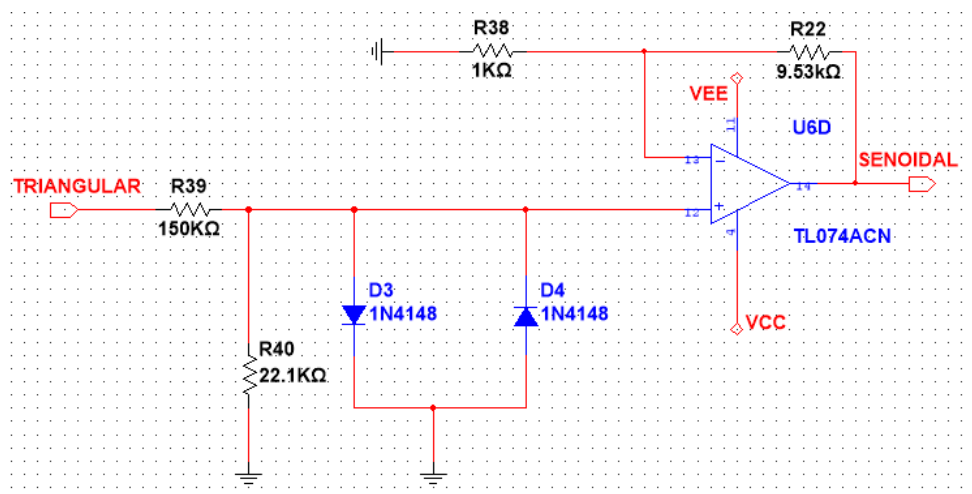 R38
1KΩ
R22
9.53kΩ
VEE
11
U6D
13
SENOIDAL
14
TRIANGULAR
R39
150KΩ
12
4
TL074ACN
D3
1N4148
D4
1N4148
VCC
R40
22.1KΩ